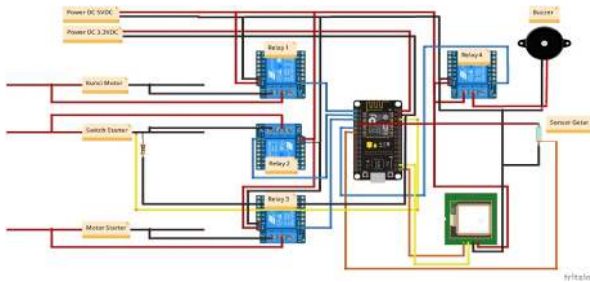 Power DC 5VDC
Power DC 3,3VDC
Buzzer
Relay 1
Relay 4
Kunci Motor
Switch Starter
Sensor Getar
Relay 2
Relay 3
Motor Starter
fritzing